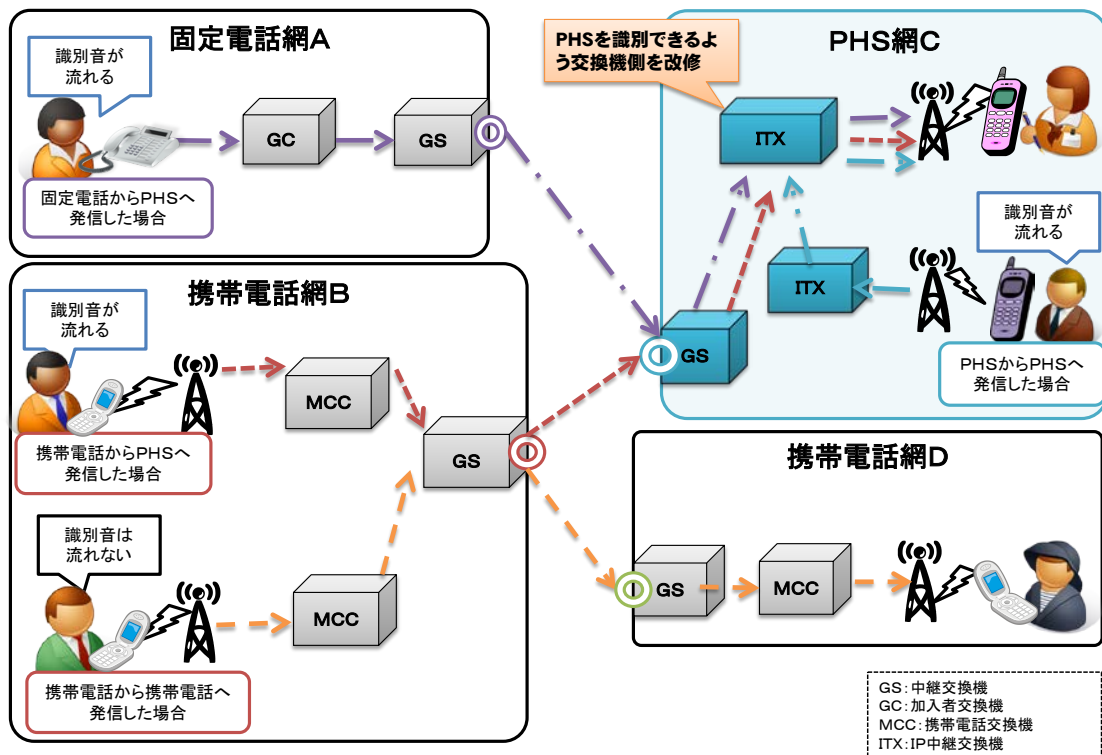 固定電話網A
識別音が
流れる
GC
GS
固定電話からPHSへ
発信した場合
PHSを識別できるよ
う交換機側を改修
PHS網C
ITX
識別音が
流れる
ITX
GS
PHSからPHSへ
発信した場合
携帯電話網B
識別音が
流れる
MCC
携帯電話からPHSへ
発信した場合
GS
識別音は
流れない
MCC
携帯電話から携帯電話へ
発信した場合
携帯電話網D
GS
MCC
GS:中継交換機
GC:加入者交換機
MCC:携帯電話交換機
ITX:IP中継交換機